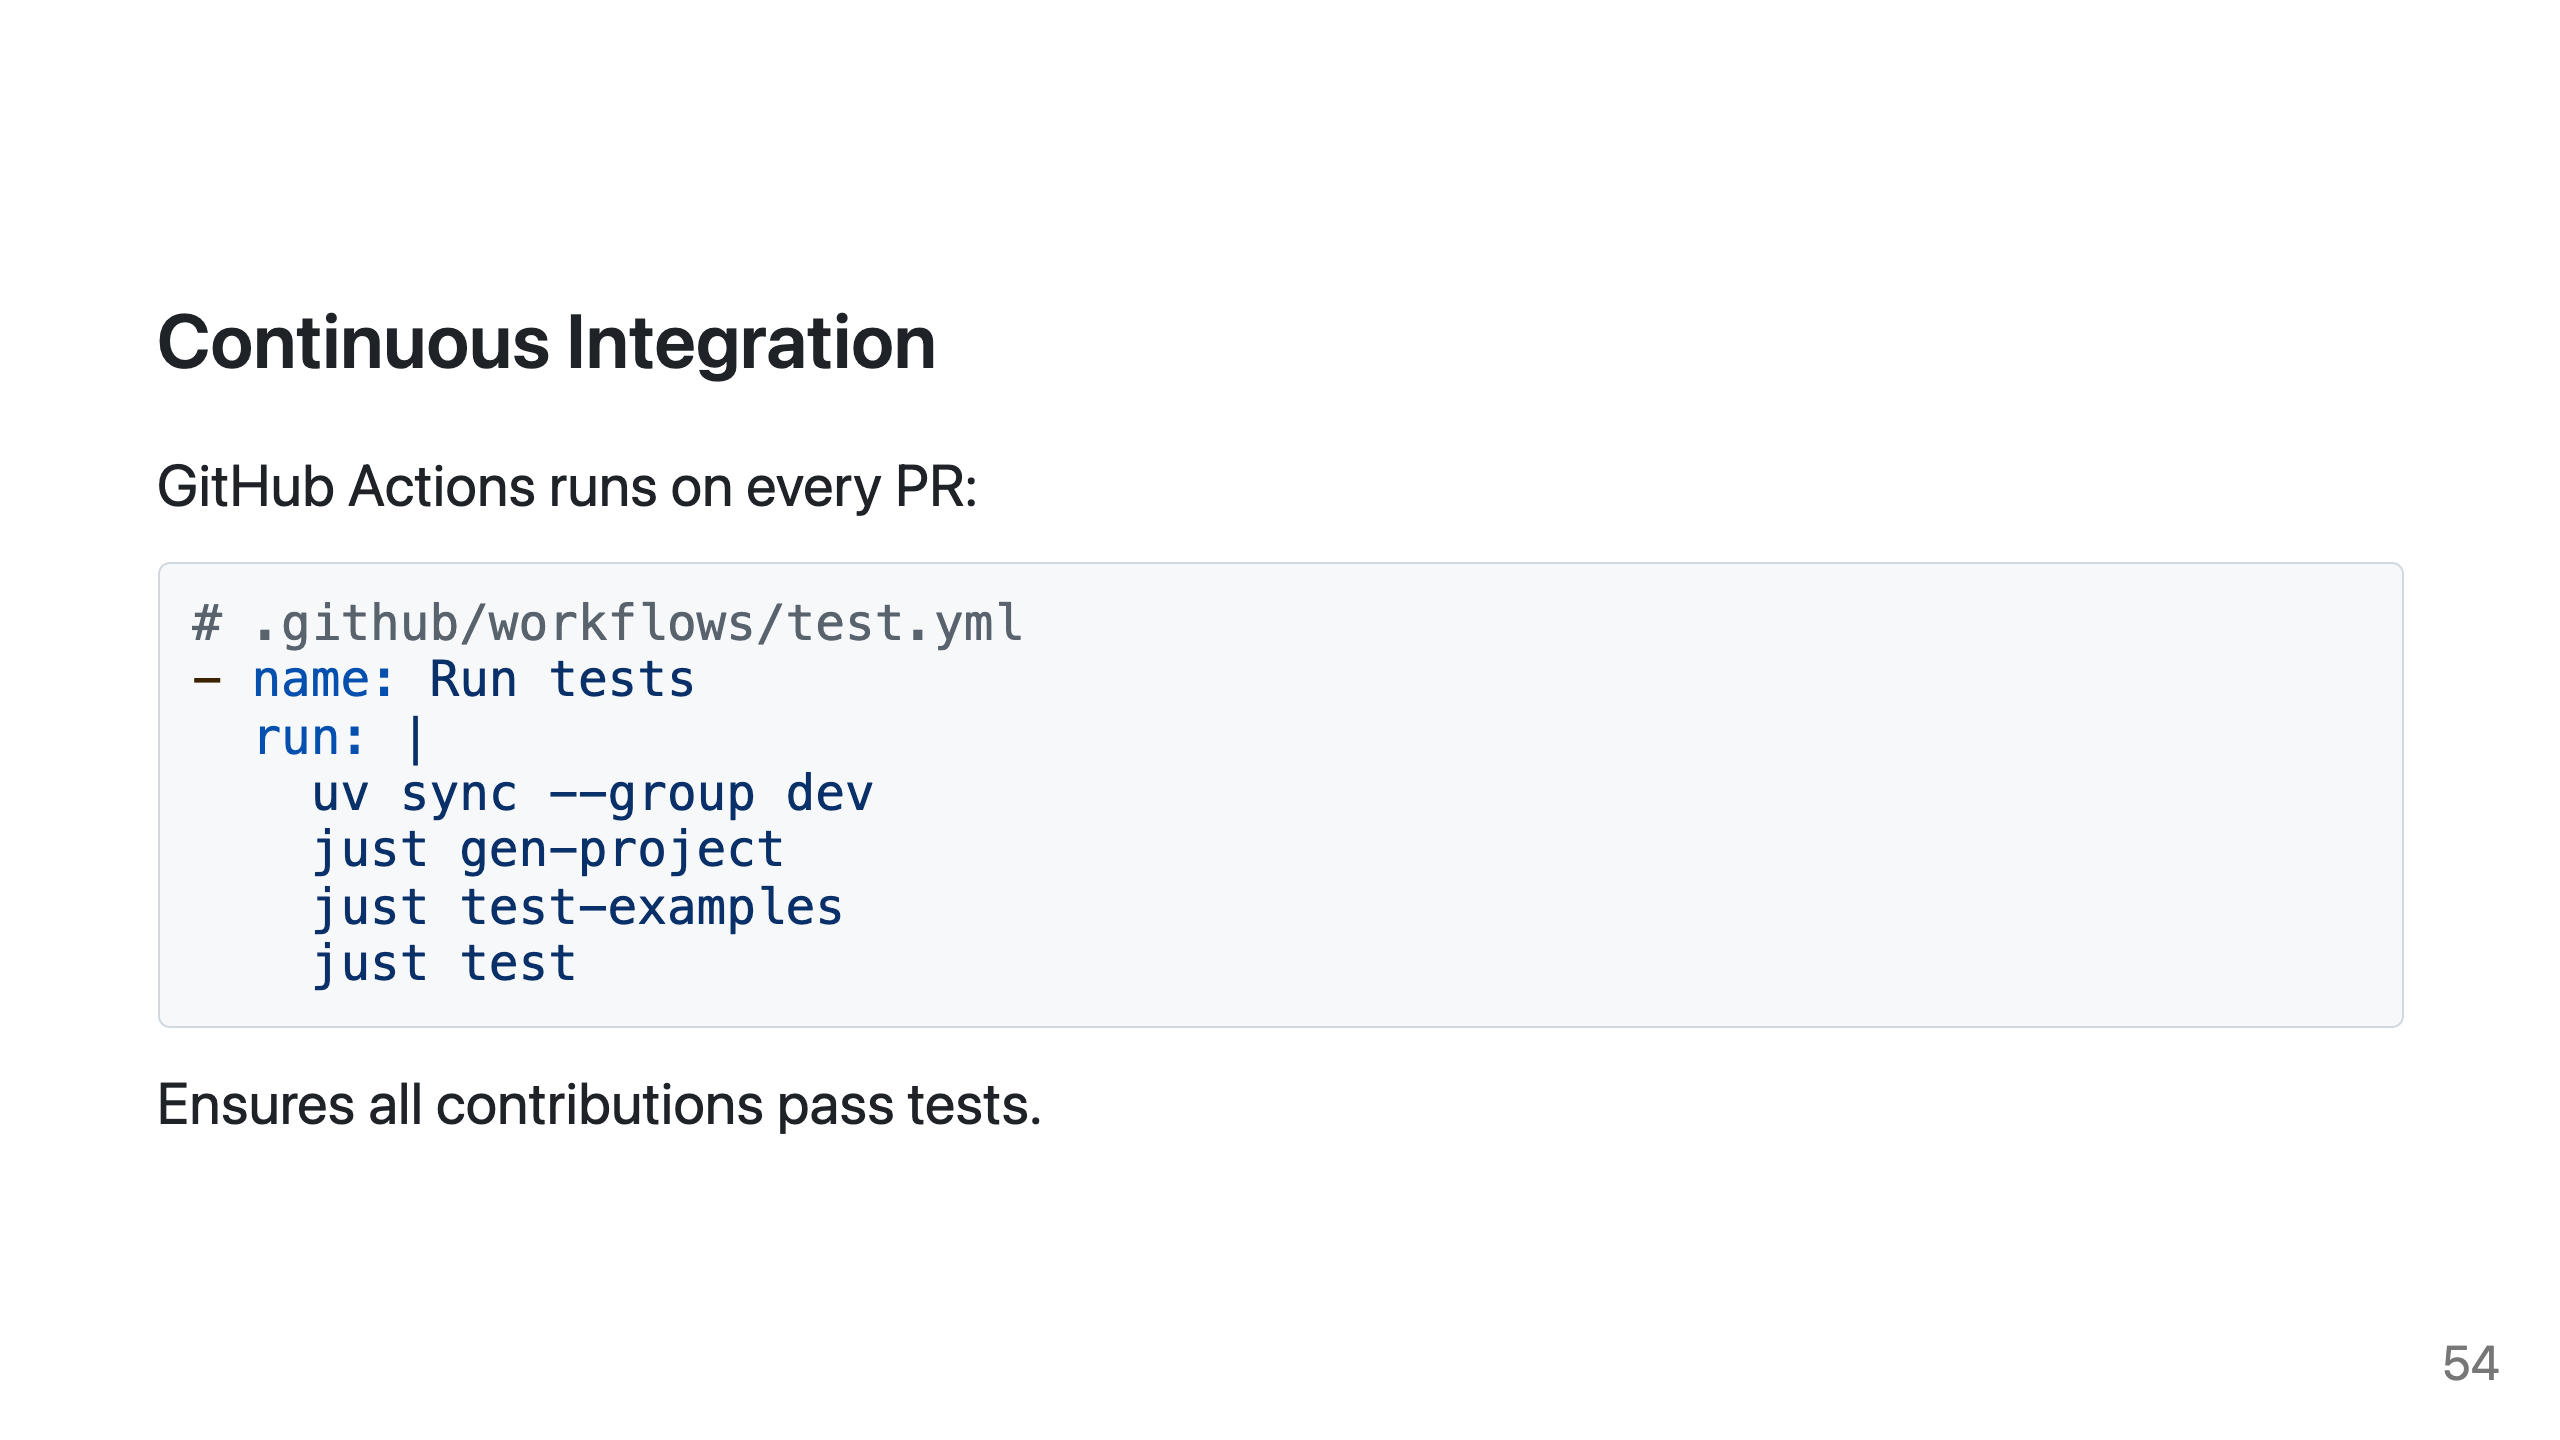 Continuous Integration
GitHub Actions runs on every PR:
# .github/workflows/test.yml
- name: Run tests
  run: |
    uv sync --group dev
    just gen-project
    just test-examples
    just test
Ensures all contributions pass tests.
54